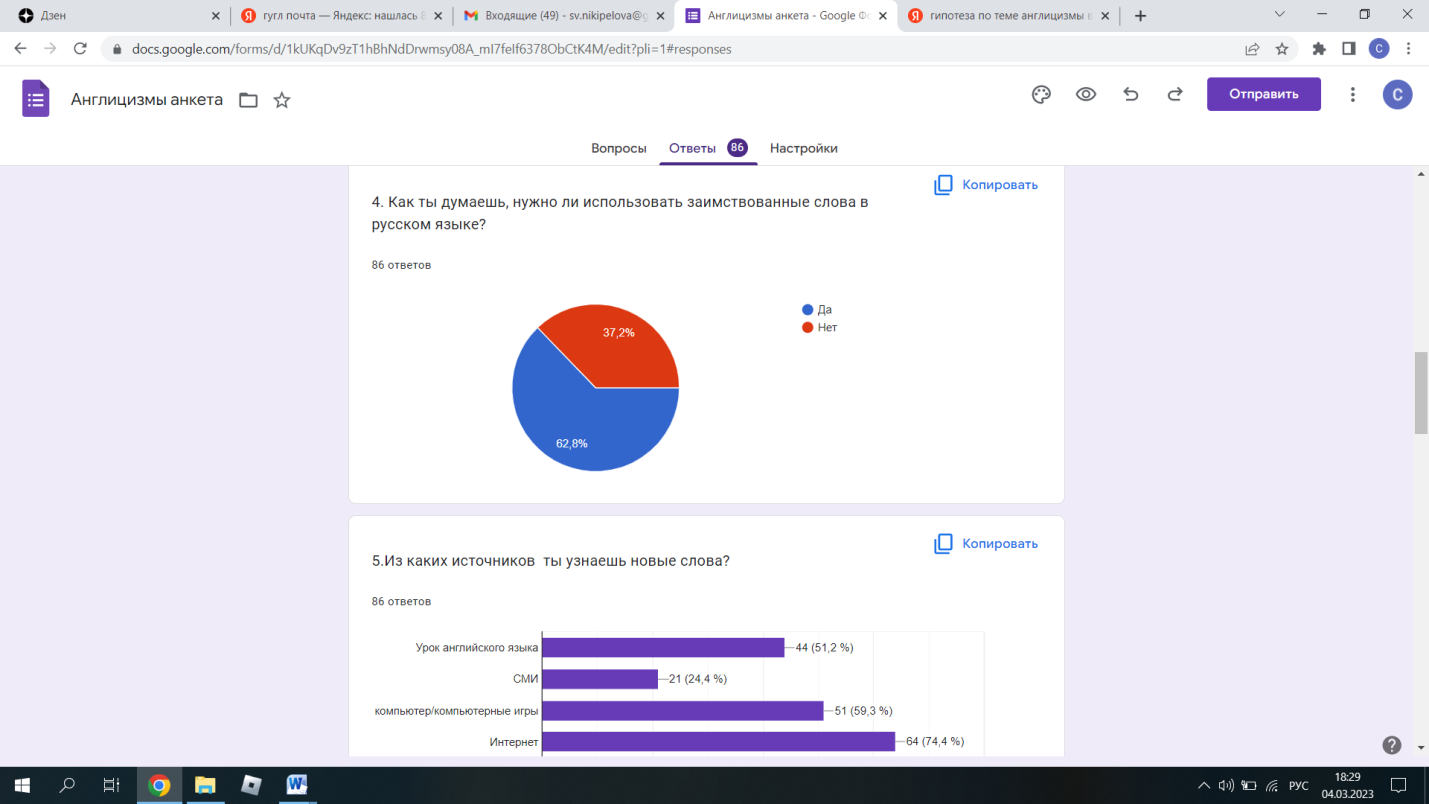 Дзен
гугл почта — Яндекс: нашлась 8
Входящие (49) - sv.nikipelova@g
Англицизмы анкета - Google Фо
гипотеза по теме англицизмы в
docs.google.com/forms/d/1kUKqDv9zT1hBhNdDrwmsy08A_mI7feIf6378ObCtK4M/edit?pli=1#responses
С
Англицизмы анкета
Отправить
С
Вопросы
Ответы 86
Настройки
Копировать
4. Как ты думаешь, нужно ли использовать заимствованные слова в
русском языке?
86 ответов
Да
Нет
37,2%
62,8%
Копировать
5.Из каких источников ты узнаешь новые слова?
86 ответов
Урок английского языка 44 (51,2 %)
СМИ 21 (24,4 %)
компьютер/компьютерные игры 51 (59,3 %)
Интернет 64 (74,4 %)
РУС
18:29
04.03.2023